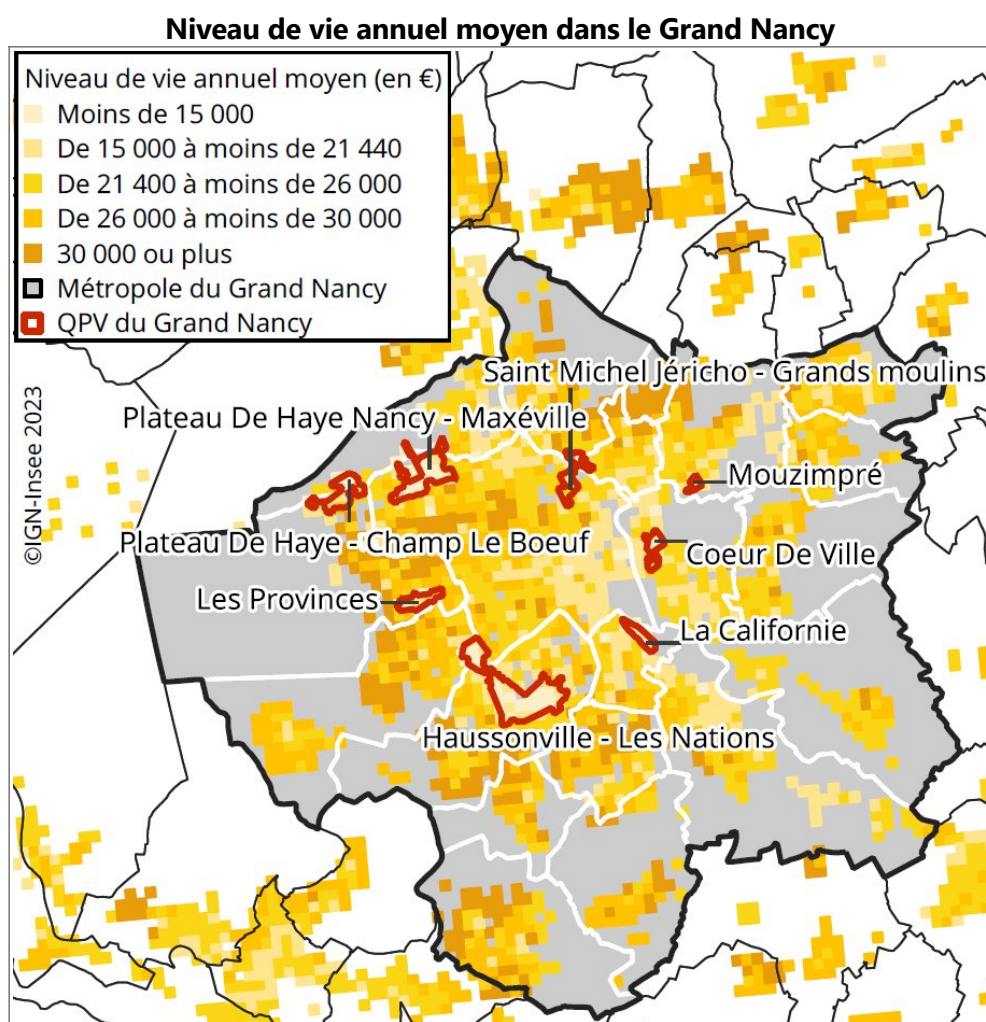 Niveau de vie annuel moyen dans le Grand Nancy
Niveau de vie annuel moyen (en €)
Moins de 15 000
De 15 000 à moins de 21 440
De 21 400 à moins de 26 000
De 26 000 à moins de 30 000
30 000 ou plus
Métropole du Grand Nancy
QPV du Grand Nancy
©IGN-Insee 2023
Saint Michel Jéricho - Grands moulins
Plateau De Haye Nancy - Maxéville
Mouzimpré
Plateau De Haye - Champ Le Boeuf
Coeur De Ville
Les Provinces
La Californie
Haussonville - Les Nations